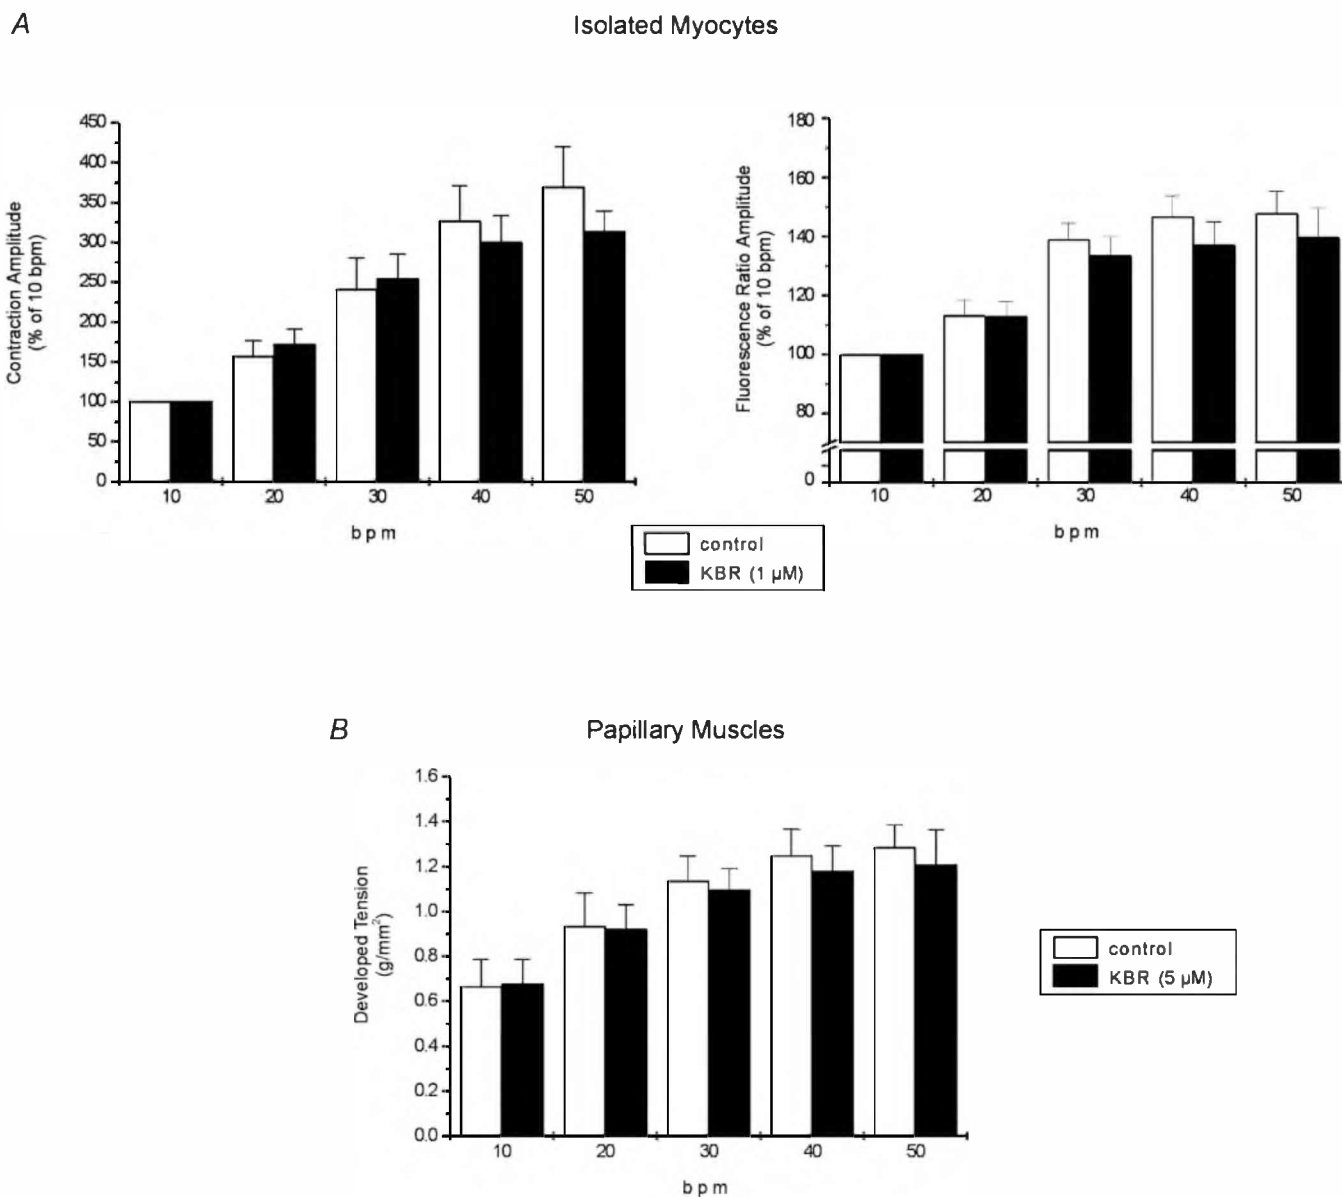 A
Isolated Myocytes
Contraction Amplitude
(% of 10 bpm)
450
400
350
300
250
200
150
100
50
0
10 20 30 40 50
bpm
Fluorescence Ratio Amplitude
(% of 10 bpm)
180
160
140
120
100
80
0
10 20 30 40 50
bpm
control
KBR (1 µM)
B
Papillary Muscles
Developed Tension
(g/mm²)
1.6
1.4
1.2
1.0
0.8
0.6
0.4
0.2
0.0
10 20 30 40 50
bpm
control
KBR (5 µM)